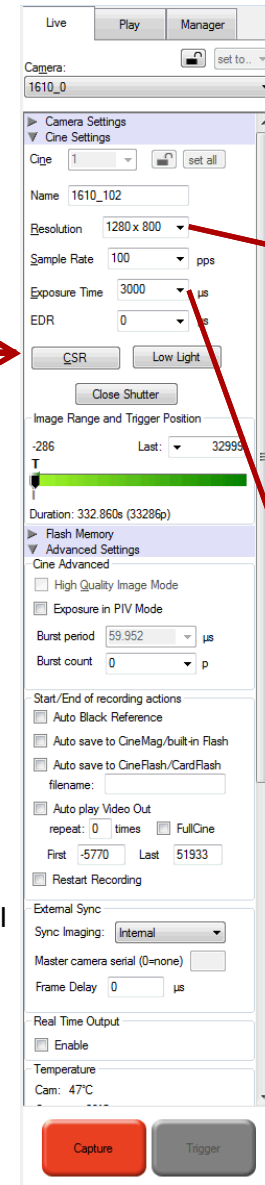 Live Play Manager
Camera: set to..
1610_0
Camera Settings
Cine Settings
Cine 1 set all
Name 1610_102
Resolution 1280 x 800
Sample Rate 100 pps
Exposure Time 3000 µs
EDR 0
CSR Low Light
Close Shutter
Image Range and Trigger Position
-286 Last: 32999
T
Duration: 332.860s (33286p)
Flash Memory
Advanced Settings
Cine Advanced
High Quality Image Mode
Exposure in PIV Mode
Burst period 59.952 µs
Burst count 0 p
Start/End of recording actions
Auto Black Reference
Auto save to CineMag/built-in Flash
Auto save to CineFlash/CardFlash
filename:
Auto play Video Out
repeat: 0 times FullCine
First -5770 Last 51933
Restart Recording
External Sync
Sync Imaging: Internal
Master camera serial (0=none)
Frame Delay 0 µs
Real Time Output
Enable
Temperature
Cam: 47°C
Capture Trigger